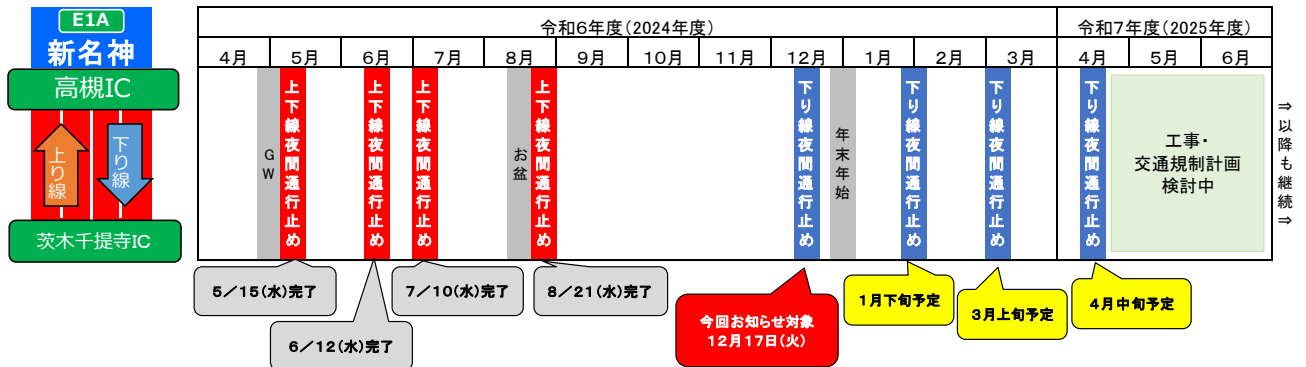 E1A
新名神
高槻IC
上り線
下り線
茨木千提寺IC
令和6年度(2024年度)
令和7年度(2025年度)
4月
5月
6月
7月
8月
9月
10月
11月
12月
1月
2月
3月
4月
5月
6月
GW
上下線夜間通行止め
上下線夜間通行止め
上下線夜間通行止め
お盆
上下線夜間通行止め
下り線夜間通行止め
年末年始
下り線夜間通行止め
下り線夜間通行止め
下り線夜間通行止め
工事・
交通規制計画
検討中
⇒以降も継続⇒
5/15(水)完了
6/12(水)完了
7/10(水)完了
8/21(水)完了
今回お知らせ対象
12月17日(火)
1月下旬予定
3月上旬予定
4月中旬予定